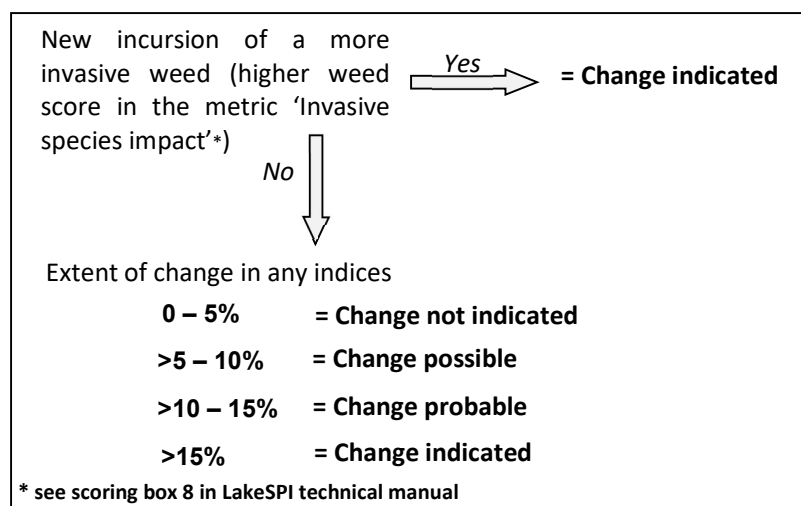 New incursion of a more
invasive weed (higher weed
score in the metric ‘Invasive
species impact’*)
Yes
= Change indicated
No
Extent of change in any indices
0 – 5% = Change not indicated
>5 – 10% = Change possible
>10 – 15% = Change probable
>15% = Change indicated
* see scoring box 8 in LakeSPI technical manual